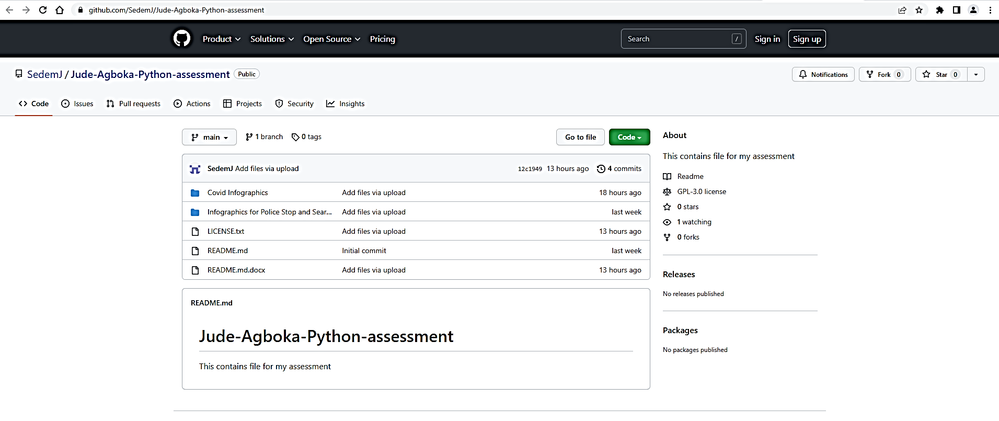 github.com/SedemJ/Jude-Agboka-Python-assessment
Product Solutions Open Source Pricing Search / Sign in Sign up
SedemJ / Jude-Agboka-Python-assessment Public Notifications Fork 0 Star 0
Code Issues Pull requests Actions Projects Security Insights
main 1 branch 0 tags Go to file Code
SedemJ Add files via upload 12c1949 13 hours ago 4 commits
Covid Infographics Add files via upload 18 hours ago
Infographics for Police Stop and Sear... Add files via upload last week
LICENSE.txt Add files via upload 13 hours ago
README.md Initial commit last week
README.md.docx Add files via upload 13 hours ago
README.md
Jude-Agboka-Python-assessment
This contains file for my assessment
About
This contains file for my assessment
Readme
GPL-3.0 license
0 stars
1 watching
0 forks
Releases
No releases published
Packages
No packages published